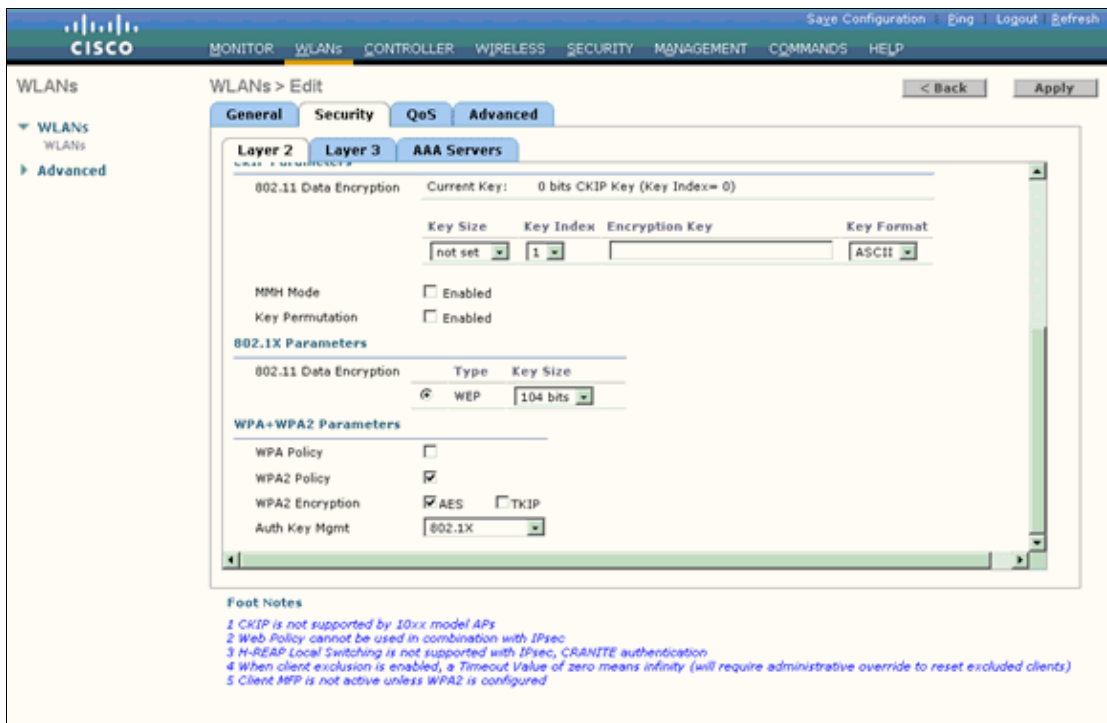 Save Configuration Ping Logout Refresh
CISCO
MONITOR WLANs CONTROLLER WIRELESS SECURITY MANAGEMENT COMMANDS HELP
WLANs
WLANs > Edit
< Back Apply
WLANs
WLANs
Advanced
General Security QoS Advanced
Layer 2 Layer 3 AAA Servers
CKIP Parameters
802.11 Data Encryption Current Key: 0 bits CKIP Key (Key Index= 0)
Key Size Key Index Encryption Key Key Format
not set 1 ASCII
MMH Mode Enabled
Key Permutation Enabled
802.1X Parameters
802.11 Data Encryption Type Key Size
WEP 104 bits
WPA+WPA2 Parameters
WPA Policy
WPA2 Policy
WPA2 Encryption AES TKIP
Auth Key Mgmt 802.1X
Foot Notes
1 CKIP is not supported by 10xx model APs
2 Web Policy cannot be used in combination with IPsec
3 H-REAP Local Switching is not supported with IPsec, CRANITE authentication
4 When client exclusion is enabled, a Timeout Value of zero means infinity (will require administrative override to reset excluded clients)
5 Client MFP is not active unless WPA2 is configured